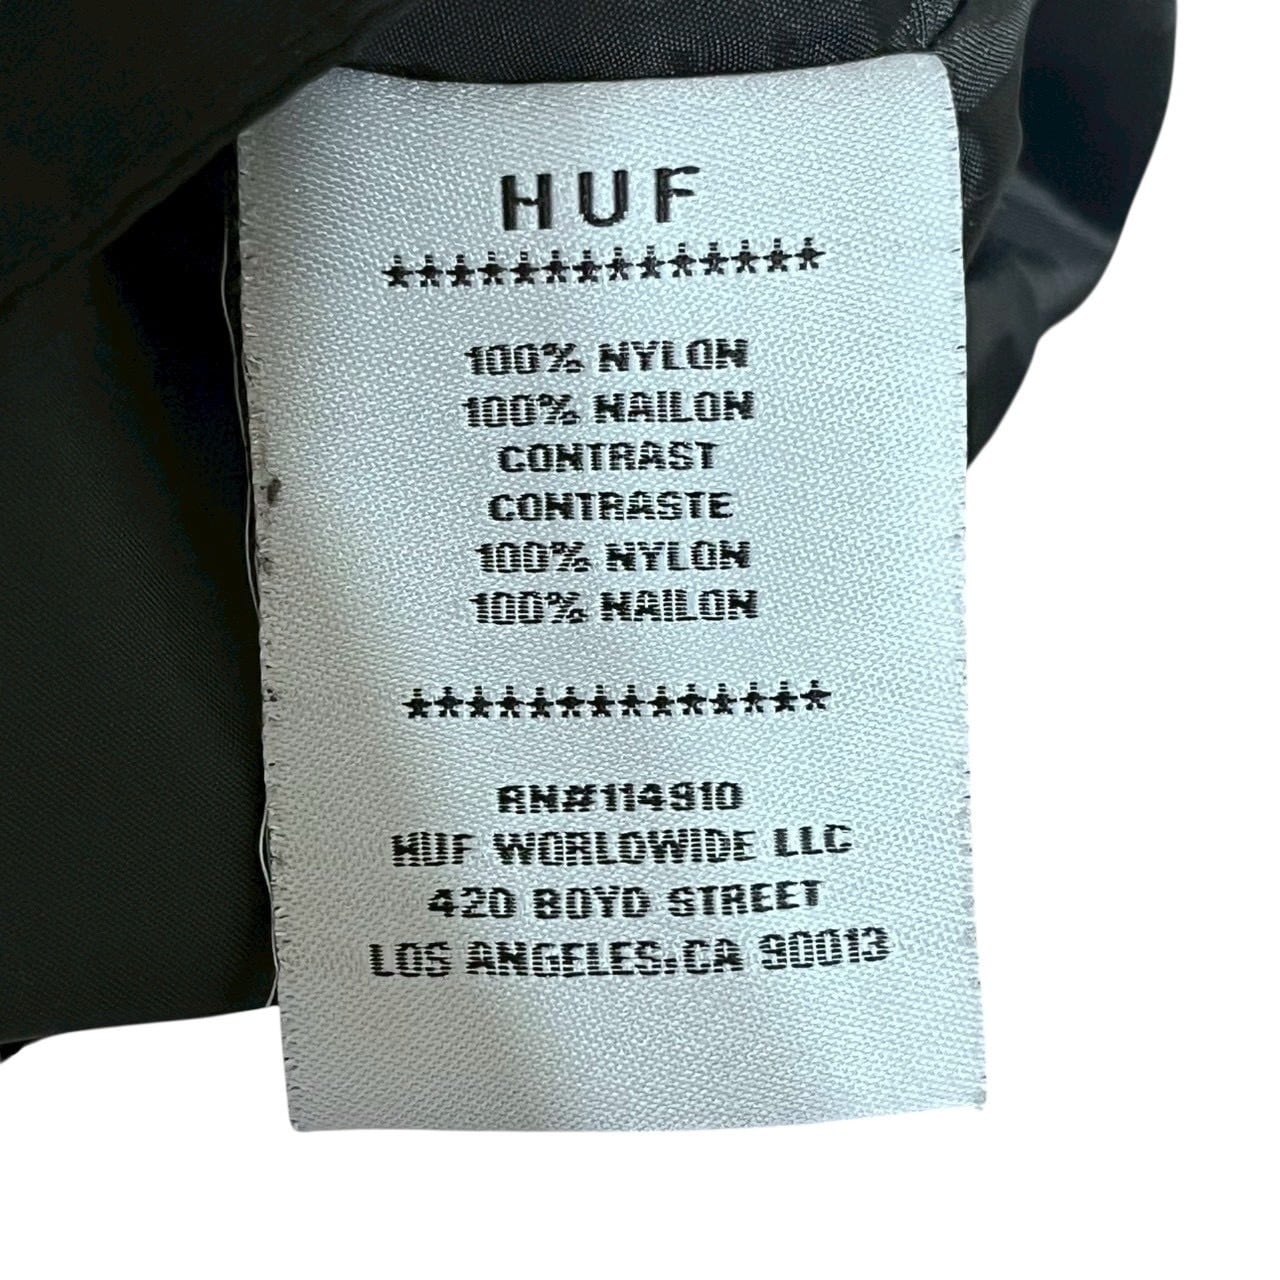 HUF
**************
100% NYLON
100% NAILON
CONTRAST
CONTRASTE
100% NYLON
100% NAILON
**************
RN#114910
HUF WORLDWIDE LLC
420 BOYD STREET
LOS ANGELES,CA 90013